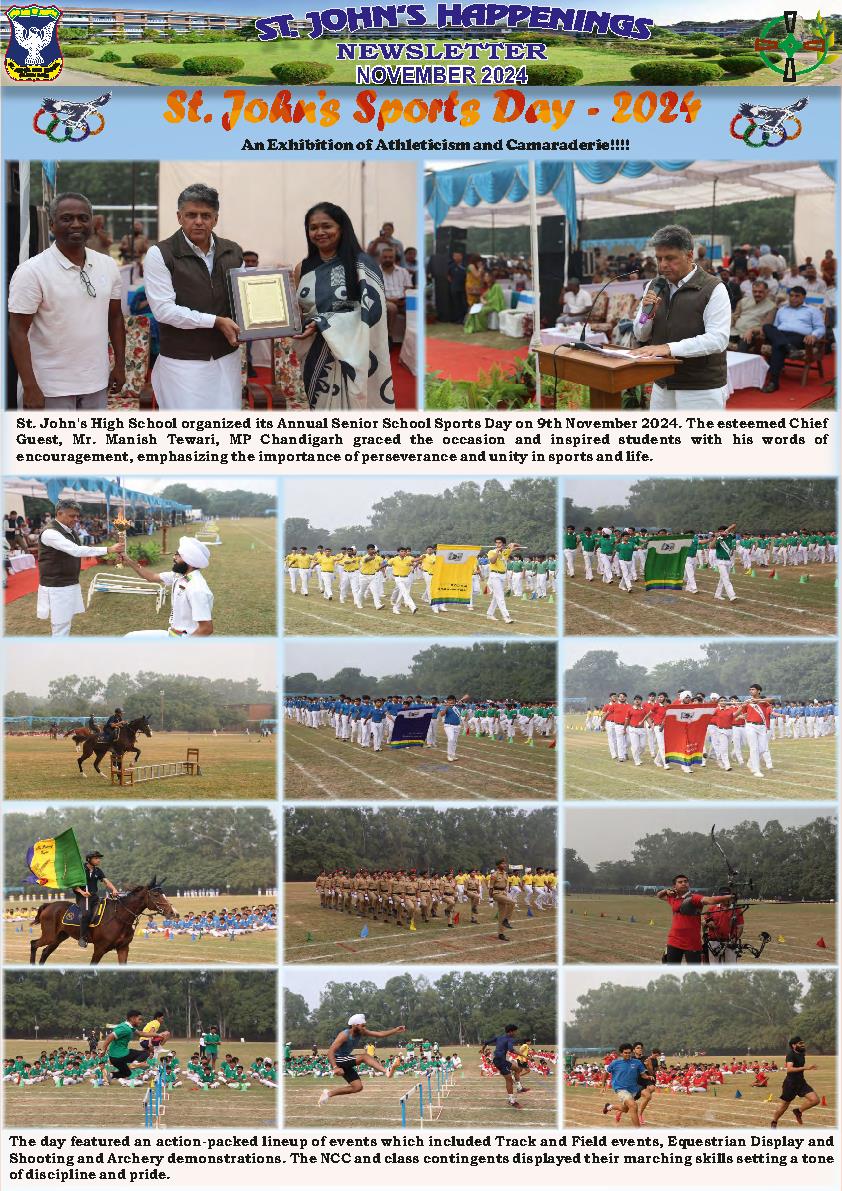 ST. JOHN'S HAPPENINGS
NEWSLETTER
NOVEMBER 2024
St. John's Sports Day - 2024
An Exhibition of Athleticism and Camaraderie!!!!
St. John's High School organized its Annual Senior School Sports Day on 9th November 2024. The esteemed Chief
Guest, Mr. Manish Tewari, MP Chandigarh graced the occasion and inspired students with his words of
encouragement, emphasizing the importance of perseverance and unity in sports and life.
The day featured an action-packed lineup of events which included Track and Field events, Equestrian Display and
Shooting and Archery demonstrations. The NCC and class contingents displayed their marching skills setting a tone
of discipline and pride.